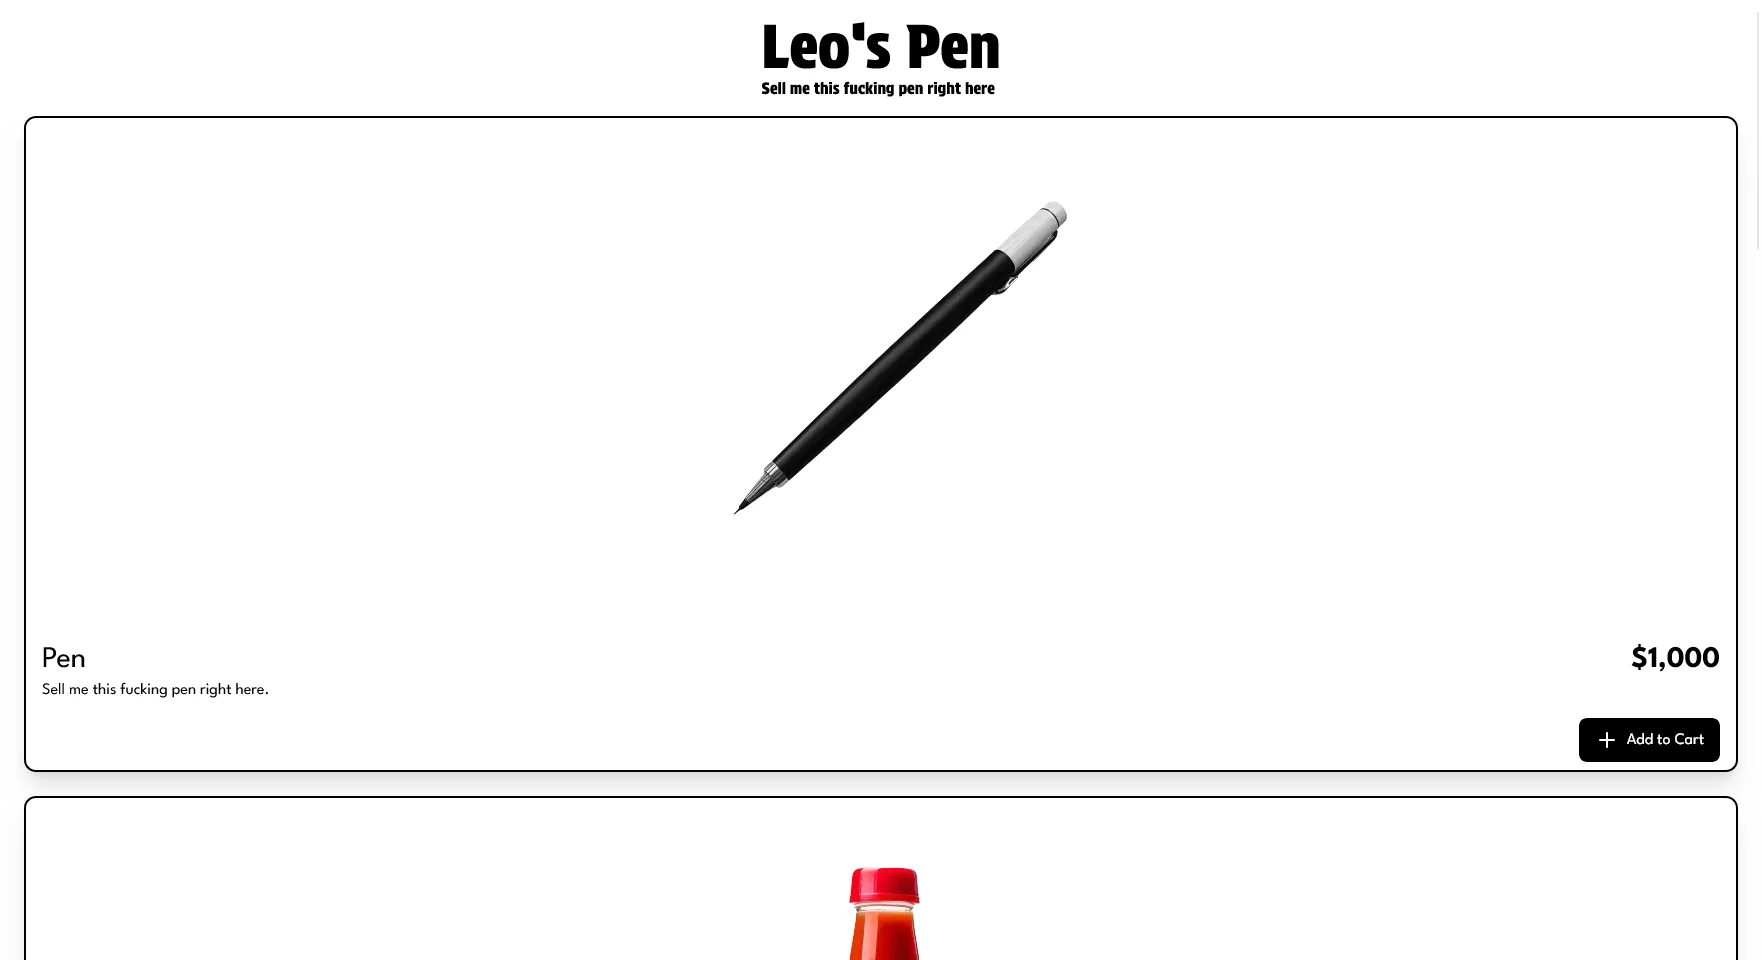 Leo's Pen
Sell me this fucking pen right here
Pen
$1,000
Sell me this fucking pen right here.
Add to Cart